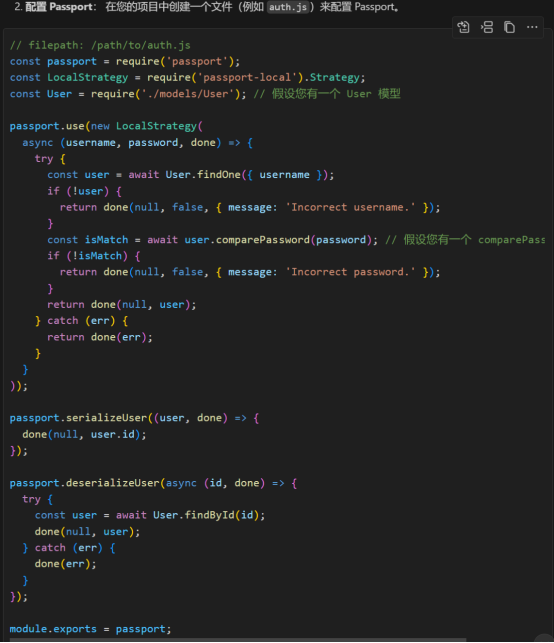 2. 配置 Passport： 在您的项目中创建一个文件（例如 auth.js）来配置 Passport。
// filepath: /path/to/auth.js
const passport = require('passport');
const LocalStrategy = require('passport-local').Strategy;
const User = require('./models/User'); // 假设您有一个 User 模型
passport.use(new LocalStrategy(
  async (username, password, done) => {
    try {
      const user = await User.findOne({ username });
      if (!user) {
        return done(null, false, { message: 'Incorrect username.' });
      }
      const isMatch = await user.comparePassword(password); // 假设您有一个 comparePass
      if (!isMatch) {
        return done(null, false, { message: 'Incorrect password.' });
      }
      return done(null, user);
    } catch (err) {
      return done(err);
    }
  }
));
passport.serializeUser((user, done) => {
  done(null, user.id);
});
passport.deserializeUser(async (id, done) => {
  try {
    const user = await User.findById(id);
    done(null, user);
  } catch (err) {
    done(err);
  }
});
module.exports = passport;